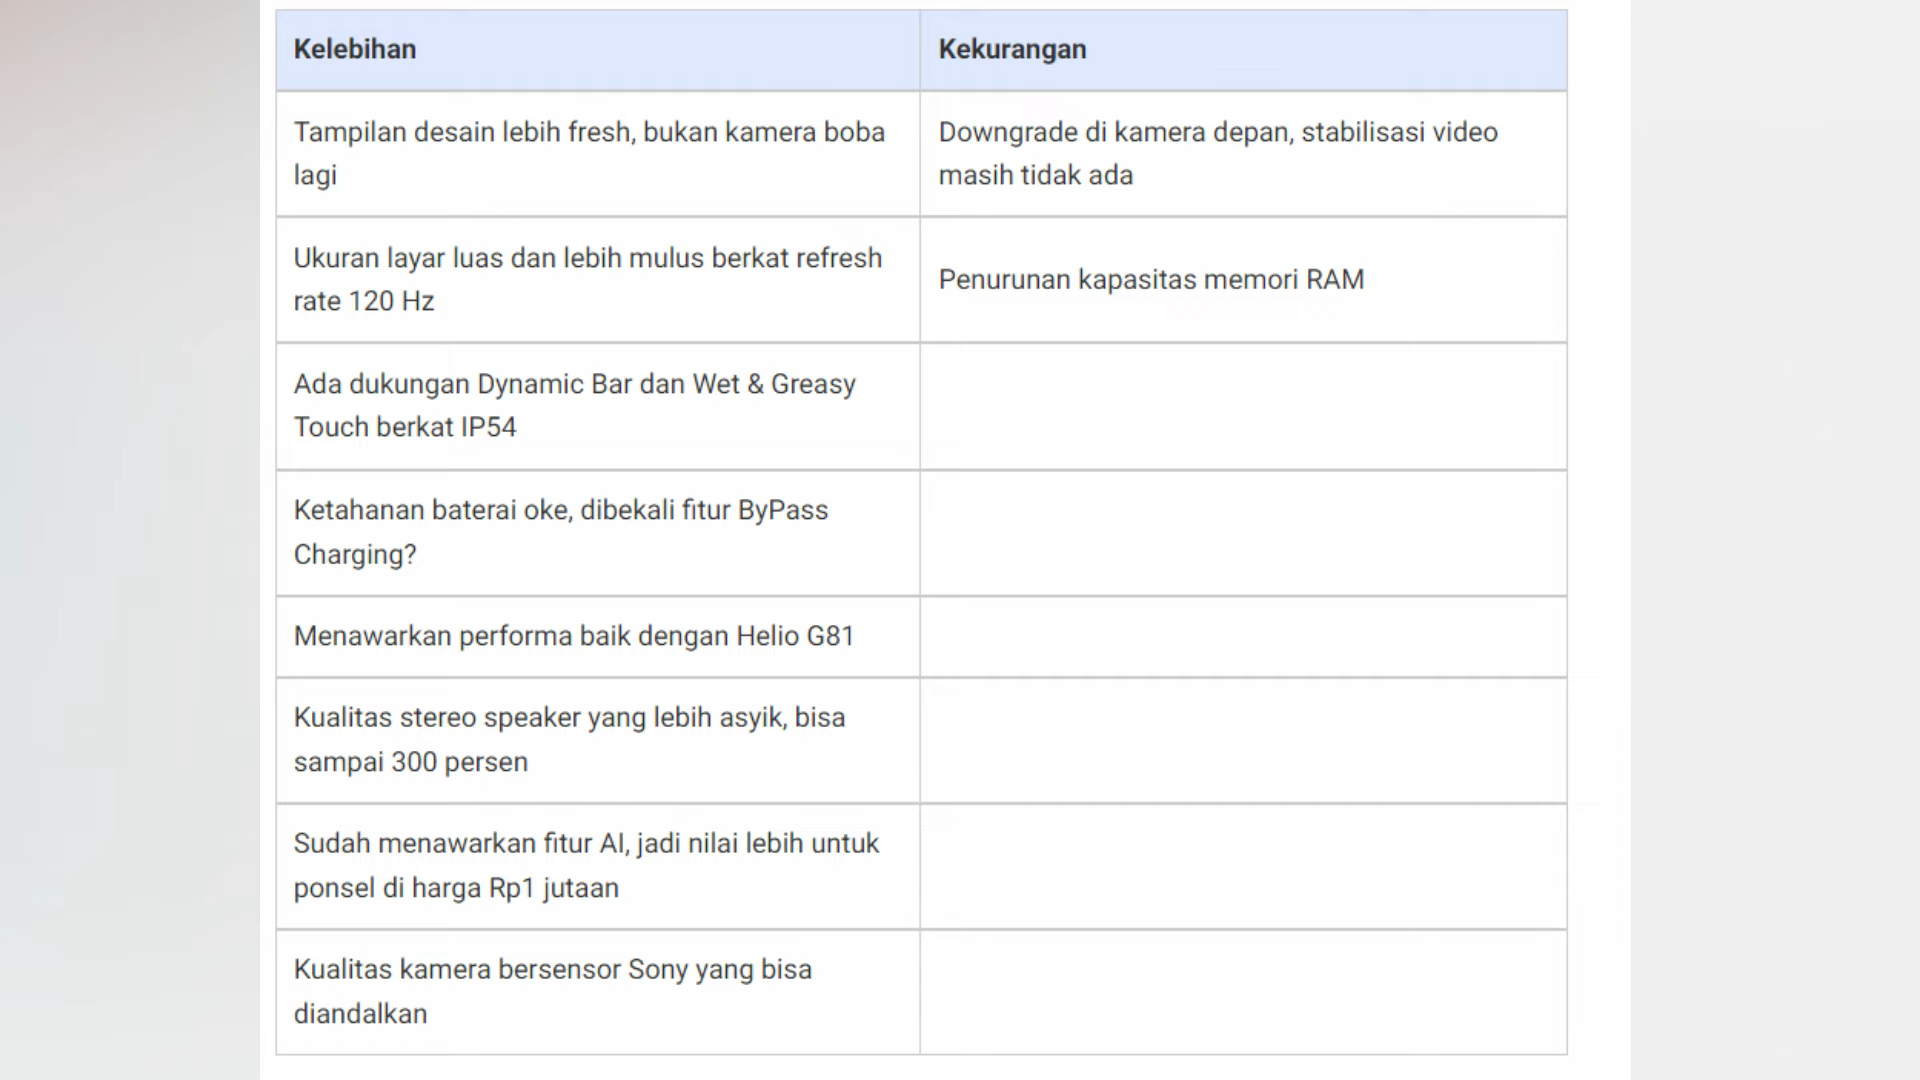 Kelebihan
Kekurangan
Tampilan desain lebih fresh, bukan kamera boba
lagi
Downgrade di kamera depan, stabilisasi video
masih tidak ada
Ukuran layar luas dan lebih mulus berkat refresh
rate 120 Hz
Penurunan kapasitas memori RAM
Ada dukungan Dynamic Bar dan Wet & Greasy
Touch berkat IP54
Ketahanan baterai oke, dibekali fitur ByPass
Charging?
Menawarkan performa baik dengan Helio G81
Kualitas stereo speaker yang lebih asyik, bisa
sampai 300 persen
Sudah menawarkan fitur AI, jadi nilai lebih untuk
ponsel di harga Rp1 jutaan
Kualitas kamera bersensor Sony yang bisa
diandalkan